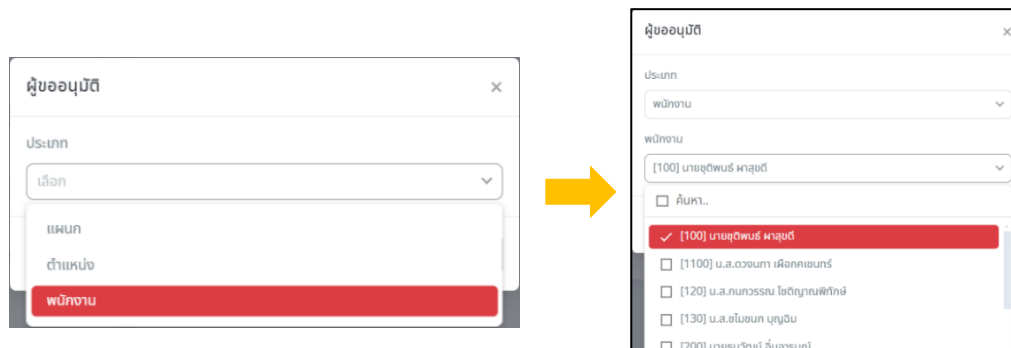 ผู้ขออนุมัติ
ประเภท
เลือก
แผนก
ตำแหน่ง
พนักงาน
ผู้ขออนุมัติ
ประเภท
พนักงาน
พนักงาน
[100] นายชุติพนธ์ ผาสุขดี
ค้นหา..
[100] นายชุติพนธ์ ผาสุขดี
[1100] น.ส.ดวงนภา เผือกคเชนทร์
[120] น.ส.กนกวรรณ โชติญาณพิทักษ์
[130] น.ส.ชไมชนก บุญฉิม
[200]